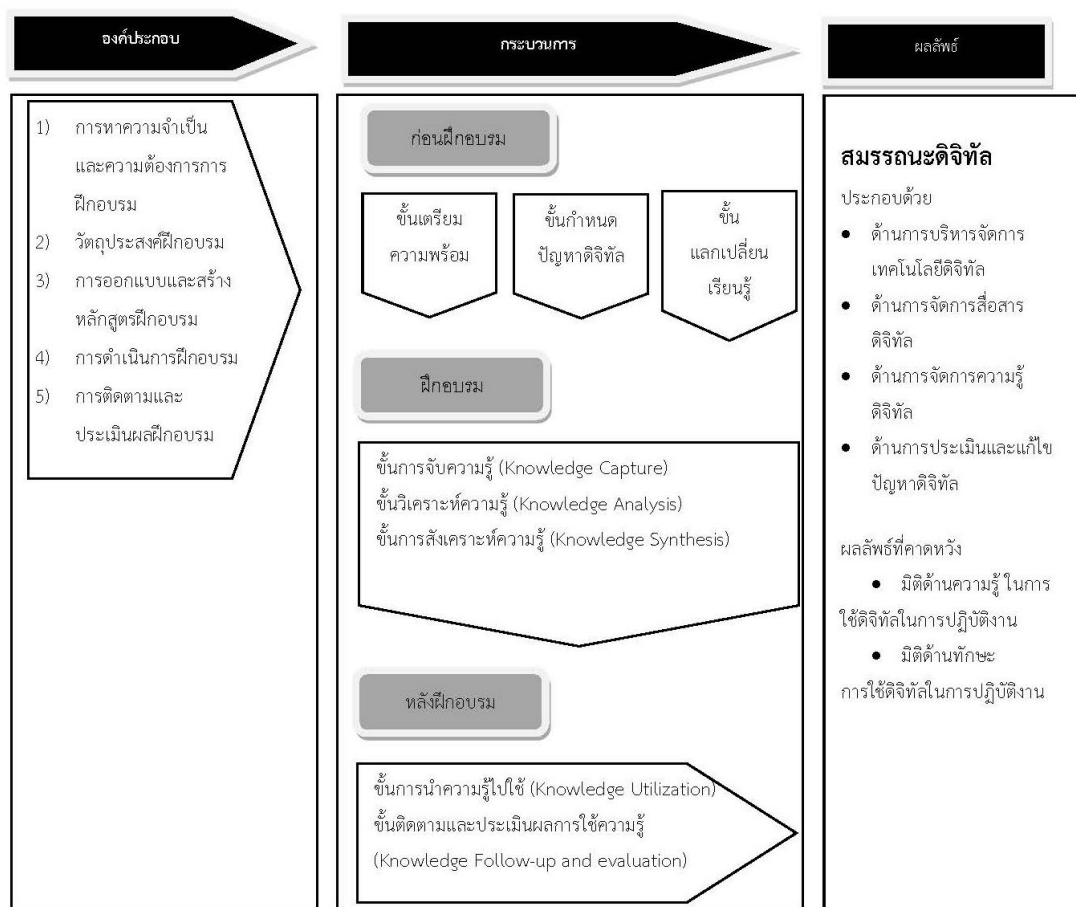 องค์ประกอบ
1) การหาความจำเป็น
และความต้องการการ
ฝึกอบรม
2) วัตถุประสงค์ฝึกอบรม
3) การออกแบบและสร้าง
หลักสูตรฝึกอบรม
4) การดำเนินการฝึกอบรม
5) การติดตามและ
ประเมินผลฝึกอบรม
กระบวนการ
ก่อนฝึกอบรม
ขั้นเตรียม
ความพร้อม
ขั้นกำหนด
ปัญหาดิจิทัล
ขั้น
แลกเปลี่ยน
เรียนรู้
ฝึกอบรม
ขั้นการจับความรู้ (Knowledge Capture)
ขั้นวิเคราะห์ความรู้ (Knowledge Analysis)
ขั้นการสังเคราะห์ความรู้ (Knowledge Synthesis)
หลังฝึกอบรม
ขั้นการนำความรู้ไปใช้ (Knowledge Utilization)
ขั้นติดตามและประเมินผลการใช้ความรู้
(Knowledge Follow-up and evaluation)
ผลลัพธ์
สมรรถนะดิจิทัล
ประกอบด้วย
• ด้านการบริหารจัดการ
เทคโนโลยีดิจิทัล
• ด้านการจัดการสื่อสาร
ดิจิทัล
• ด้านการจัดการความรู้
ดิจิทัล
• ด้านการประเมินและแก้ไข
ปัญหาดิจิทัล
ผลลัพธ์ที่คาดหวัง
• มิติด้านความรู้ ในการ
ใช้ดิจิทัลในการปฏิบัติงาน
• มิติด้านทักษะ
การใช้ดิจิทัลในการปฏิบัติงาน